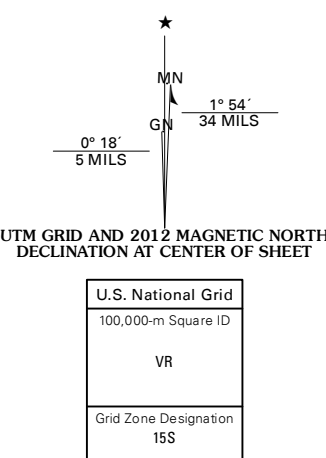 ★
MN
1° 54´
34 MILS
GN
0° 18´
5 MILS
UTM GRID AND 2012 MAGNETIC NORTH
DECLINATION AT CENTER OF SHEET
U.S. National Grid
100,000-m Square ID
VR
Grid Zone Designation
15S